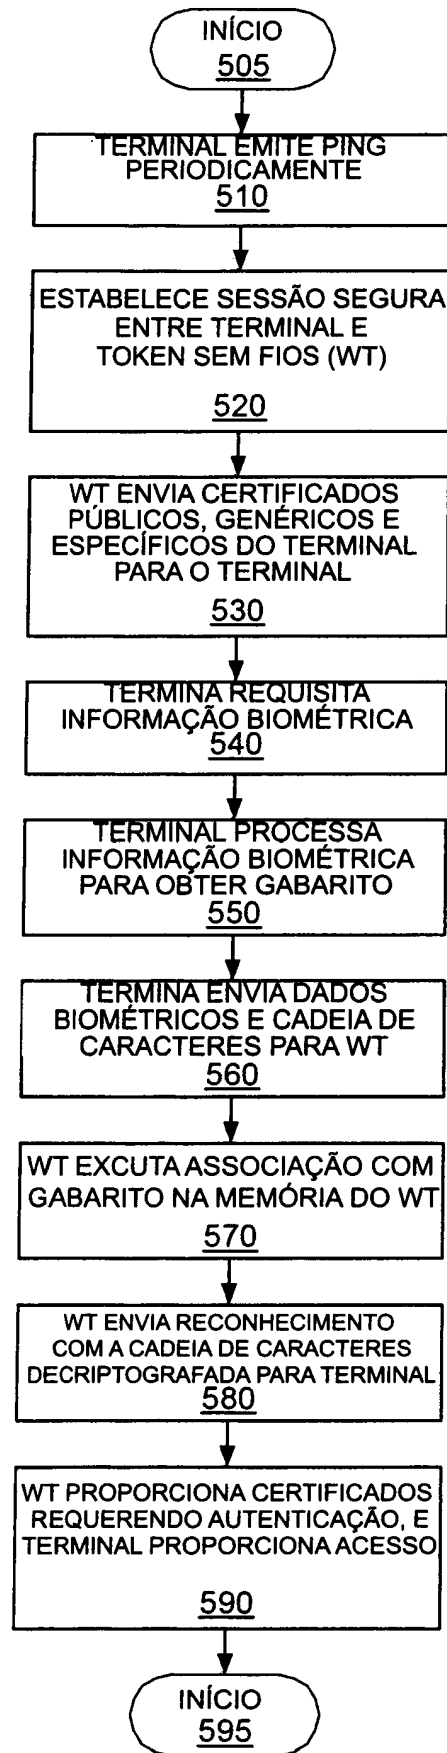 INÍCIO
505
TERMINAL EMITE PING
PERIODICAMENTE
510
ESTABELECE SESSÃO SEGURA
ENTRE TERMINAL E
TOKEN SEM FIOS (WT)
520
WT ENVIA CERTIFICADOS
PÚBLICOS, GENÉRICOS E
ESPECÍFICOS DO TERMINAL
PARA O TERMINAL
530
TERMINA REQUISITA
INFORMAÇÃO BIOMÉTRICA
540
TERMINAL PROCESSA
INFORMAÇÃO BIOMÉTRICA
PARA OBTER GABARITO
550
TERMINA ENVIA DADOS
BIOMÉTRICOS E CADEIA DE
CARACTERES PARA WT
560
WT EXCUTA ASSOCIAÇÃO COM
GABARITO NA MEMÓRIA DO WT
570
WT ENVIA RECONHECIMENTO
COM A CADEIA DE CARACTERES
DECRIPTOGRAFADA PARA TERMINAL
580
WT PROPORCIONA CERTIFICADOS
REQUERENDO AUTENTICAÇÃO, E
TERMINAL PROPORCIONA ACESSO
590
INÍCIO
595